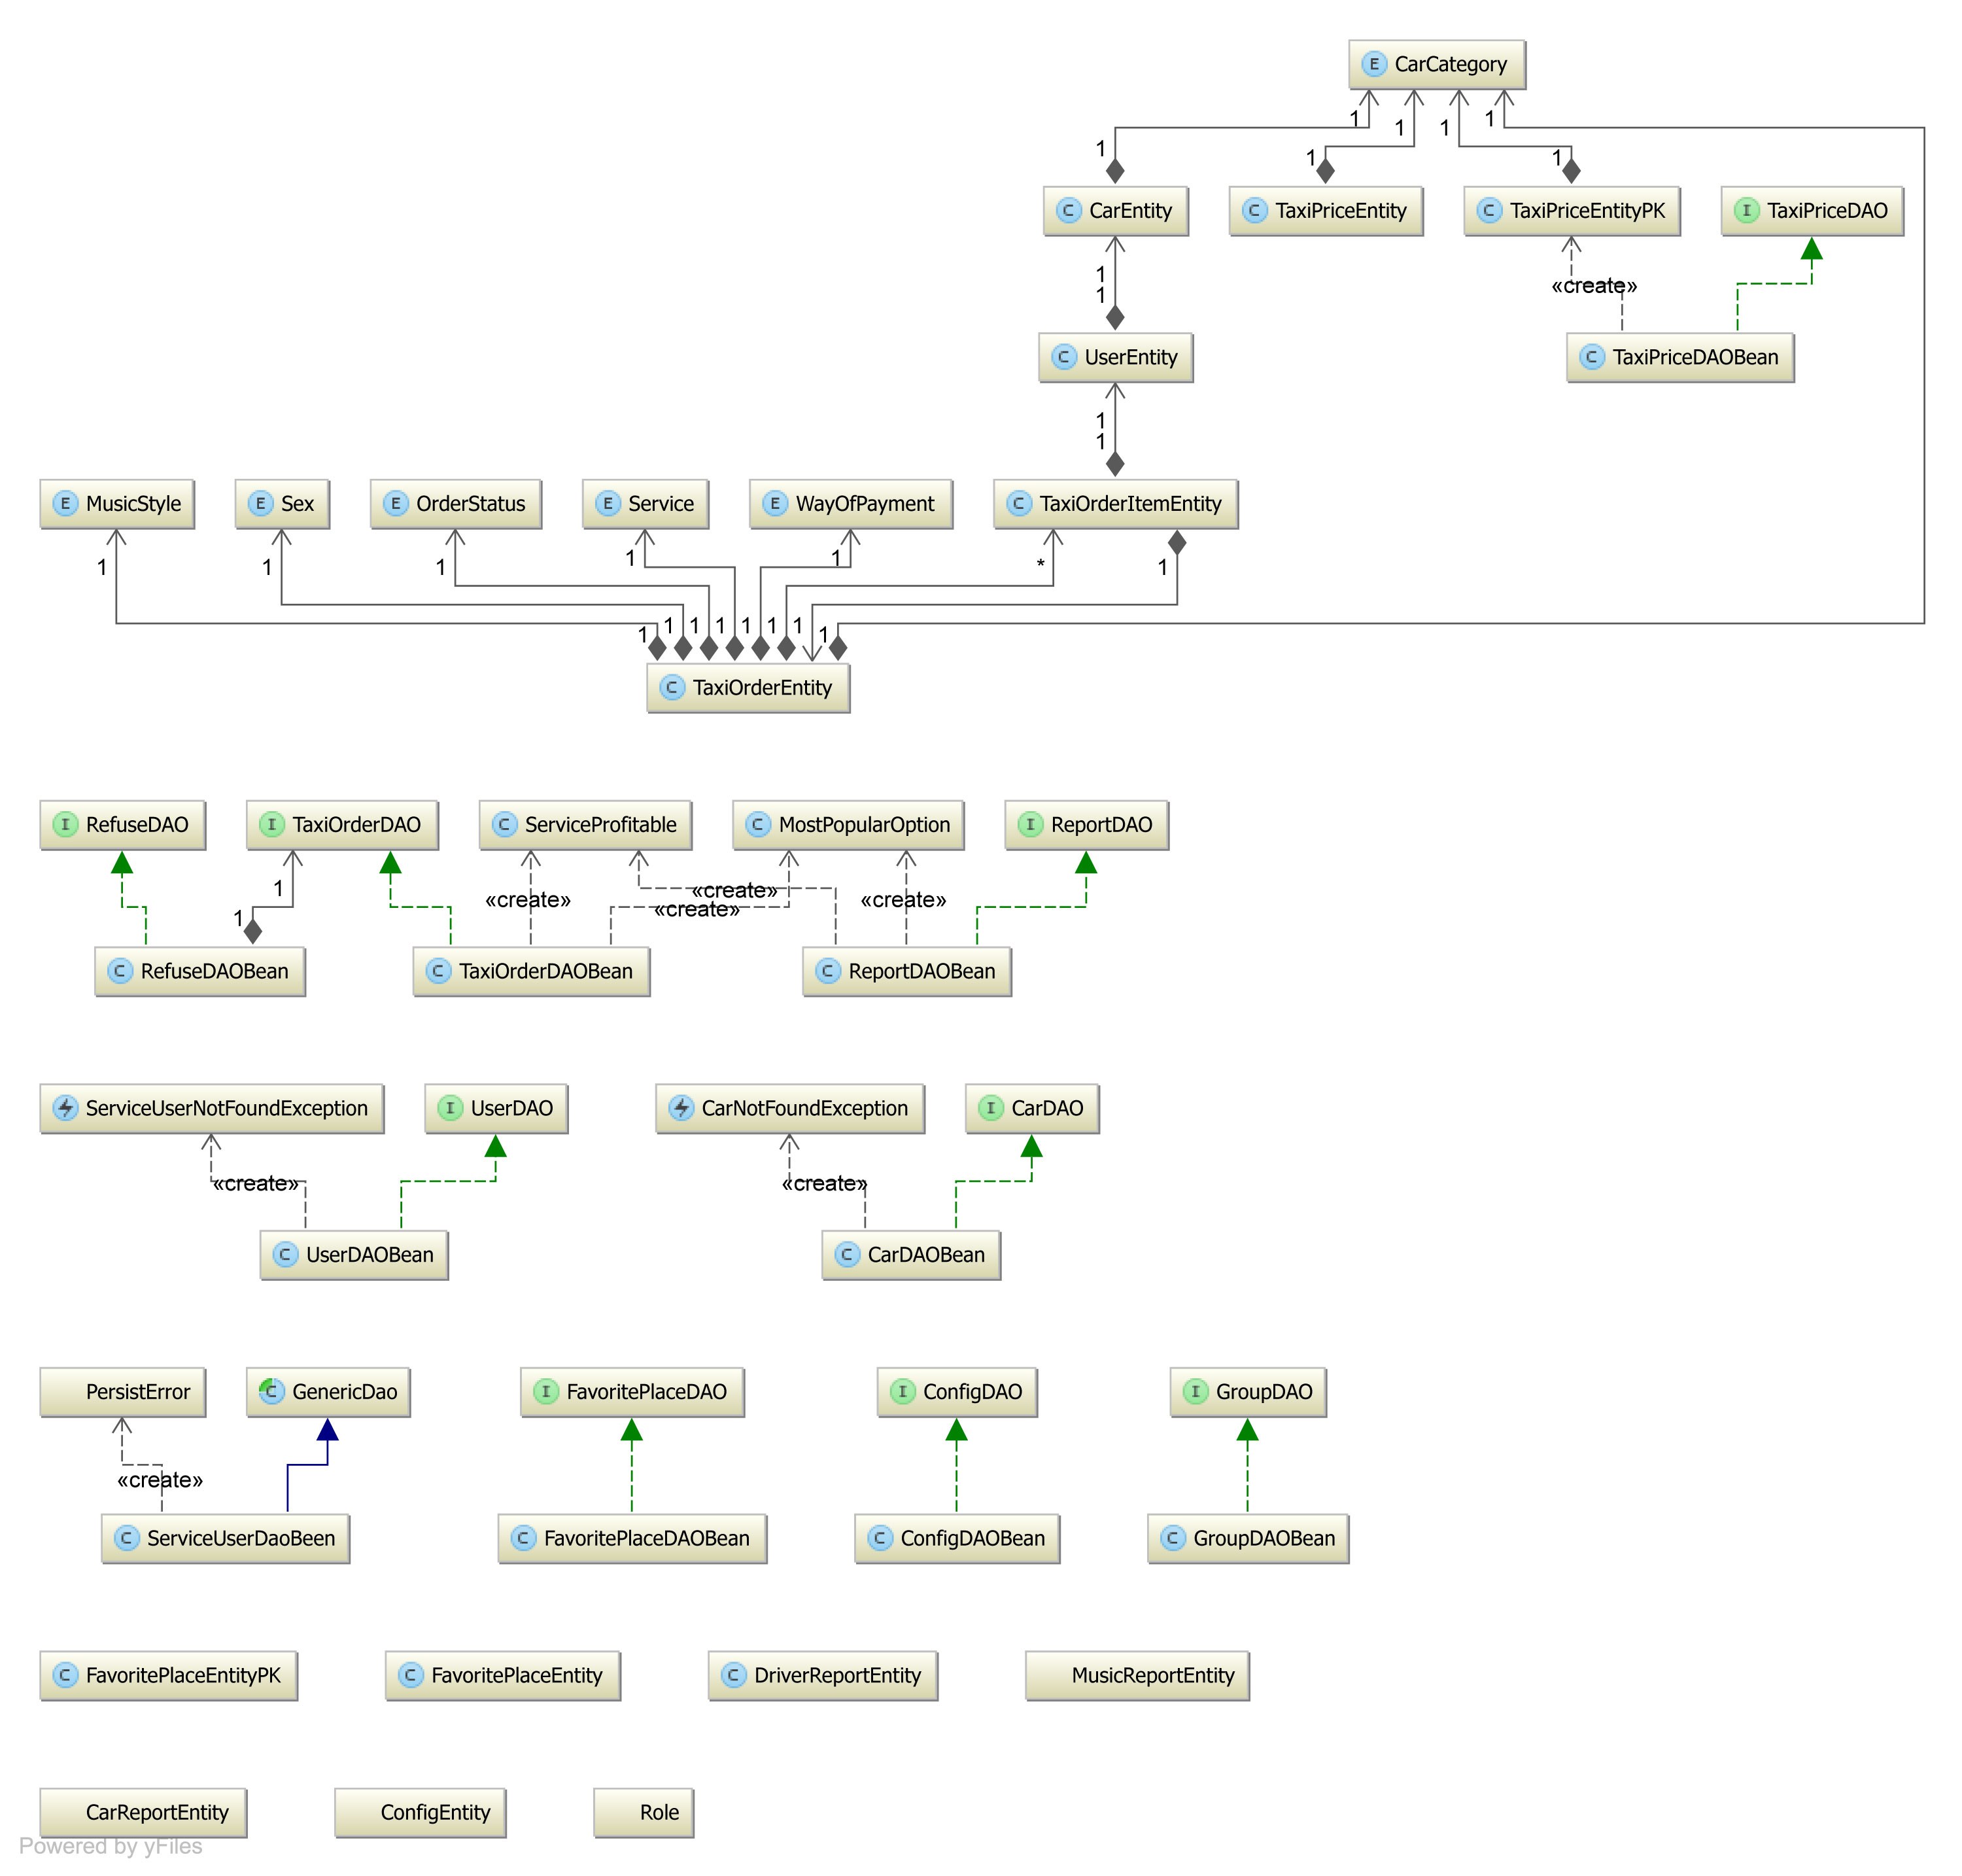 E CarCategory
1 1 1 1
1 1 1
C CarEntity
C TaxiPriceEntity
C TaxiPriceEntityPK
I TaxiPriceDAO
1
1
«create»
C UserEntity
C TaxiPriceDAOBean
1
1
E MusicStyle
E Sex
E OrderStatus
E Service
E WayOfPayment
C TaxiOrderItemEntity
1 1 1 1 1 * 1
1 1 1 1 1 1 1 1
C TaxiOrderEntity
I RefuseDAO
I TaxiOrderDAO
C ServiceProfitable
C MostPopularOption
I ReportDAO
1
1
«create»
«create»
«create»
«create»
C RefuseDAOBean
C TaxiOrderDAOBean
C ReportDAOBean
ServiceUserNotFoundException
I UserDAO
CarNotFoundException
I CarDAO
«create»
«create»
C UserDAOBean
C CarDAOBean
PersistError
C GenericDao
I FavoritePlaceDAO
I ConfigDAO
I GroupDAO
«create»
C ServiceUserDaoBeen
C FavoritePlaceDAOBean
C ConfigDAOBean
C GroupDAOBean
C FavoritePlaceEntityPK
C FavoritePlaceEntity
C DriverReportEntity
MusicReportEntity
CarReportEntity
ConfigEntity
Role
Powered by yFiles